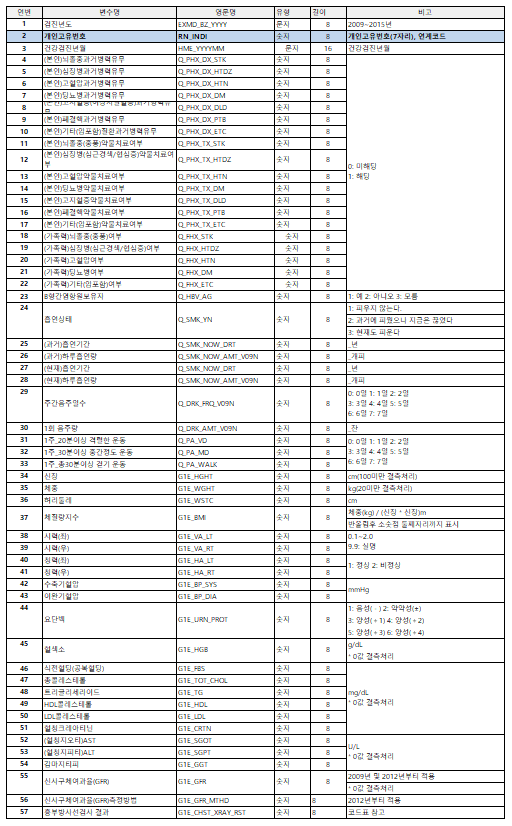 연번 변수명 영문명 유형 길이 비고
1 검진년도 EXMD_BZ_YYYY 문자 8 2009~2015년
2 개인고유번호 RN_INDI 숫자 8 개인고유번호(7자리), 연계코드
3 건강검진년월 HME_YYYYMM 문자 16 건강검진년월
4 (본인)뇌졸중과거병력유무 Q_PHX_DX_STK 숫자 8
5 (본인)심장병과거병력유무 Q_PHX_DX_HTDZ 숫자 8
6 (본인)고혈압과거병력유무 Q_PHX_DX_HTN 숫자 8
7 (본인)당뇨병과거병력유무 Q_PHX_DX_DM 숫자 8
8 Q_PHX_DX_DLD 숫자 8
9 (본인)폐결핵과거병력유무 Q_PHX_DX_PTB 숫자 8
10 (본인)기타(암포함)질환과거병력유무 Q_PHX_DX_ETC 숫자 8
11 (본인)뇌졸중(중풍)약물치료여부 Q_PHX_TX_STK 숫자 8
12 (본인)심장병(심근경색/협심증)약물치료여부 Q_PHX_TX_HTDZ 숫자 8
0: 미해당
1: 해당
13 (본인)고혈압약물치료여부 Q_PHX_TX_HTN 숫자 8
14 (본인)당뇨병약물치료여부 Q_PHX_TX_DM 숫자 8
15 (본인)고지혈증약물치료여부 Q_PHX_TX_DLD 숫자 8
16 (본인)폐결핵약물치료여부 Q_PHX_TX_PTB 숫자 8
17 (본인)기타(암포함)약물치료여부 Q_PHX_TX_ETC 숫자 8
18 (가족력)뇌졸중(중풍)여부 Q_FHX_STK 숫자 8
19 (가족력)심장병(심근경색/협심증)여부 Q_FHX_HTDZ 숫자 8
20 (가족력)고혈압여부 Q_FHX_HTN 숫자 8
21 (가족력)당뇨병여부 Q_FHX_DM 숫자 8
22 (가족력)기타(암포함)여부 Q_FHX_ETC 숫자 8
23 B형간염항원보유자 Q_HBV_AG 숫자 8 1: 예 2: 아니오 3: 모름
24 흡연상태 Q_SMK_YN 숫자 8
1: 피우지 않는다.
2: 과거에 피웠으나 지금은 끊었다
3: 현재도 피운다
25 (과거)흡연기간 Q_SMK_NOW_DRT 숫자 8 _년
26 (과거)하루흡연량 Q_SMK_NOW_AMT_V09N 숫자 8 _개피
27 (현재)흡연기간 Q_SMK_NOW_DRT 숫자 8 _년
28 (현재)하루흡연량 Q_SMK_NOW_AMT_V09N 숫자 8 _개피
29 주간음주일수 Q_DRK_FRQ_V09N 숫자 8
0: 0일 1: 1일 2: 2일
3: 3일 4: 4일 5: 5일
6: 6일 7: 7일
30 1회 음주량 Q_DRK_AMT_V09N 숫자 8 _잔
31 1주_20분이상 격렬한 운동 Q_PA_VD 숫자 8
32 1주_30분이상 중간정도 운동 Q_PA_MD 숫자 8
33 1주_총30분이상 걷기 운동 Q_PA_WALK 숫자 8
0: 0일 1: 1일 2: 2일
3: 3일 4: 4일 5: 5일
6: 6일 7: 7일
34 신장 G1E_HGHT 숫자 8 cm(100미만 결측처리)
35 체중 G1E_WGHT 숫자 8 kg(20미만 결측처리)
36 허리둘레 G1E_WSTC 숫자 8 cm
37 체질량지수 G1E_BMI 숫자 8
체중(kg) / (신장 * 신장)m
반올림후 소숫점 둘째자리까지 표시
38 시력(좌) G1E_VA_LT 숫자 8 0.1~2.0
39 시력(우) G1E_VA_RT 숫자 8 9.9: 실명
40 청력(좌) G1E_HA_LT 숫자 8
41 청력(우) G1E_HA_RT 숫자 8
1: 정상 2: 비정상
42 수축기혈압 G1E_BP_SYS 숫자 8
43 이완기혈압 G1E_BP_DIA 숫자 8
mmHg
44 요단백 G1E_URN_PROT 숫자 8
1: 음성(-) 2: 약약성(±)
3: 양성(+1) 4: 양성(+2)
5: 양성(+3) 6: 양성(+4)
45 혈색소 G1E_HGB 숫자 8
g/dL
* 0값 결측처리
46 식전혈당(공복혈당) G1E_FBS 숫자 8
47 총콜레스테롤 G1E_TOT_CHOL 숫자 8
48 트리글리세라이드 G1E_TG 숫자 8
49 HDL콜레스테롤 G1E_HDL 숫자 8
50 LDL콜레스테롤 G1E_LDL 숫자 8
51 혈청크레아티닌 G1E_CRTN 숫자 8
mg/dL
* 0값 결측처리
52 (혈청지오티)AST G1E_SGOT 숫자 8
53 (혈청지피티)ALT G1E_SGPT 숫자 8
54 감마지티피 G1E_GGT 숫자 8
U/L
* 0값 결측처리
55 신사구체여과율(GFR) G1E_GFR 숫자 8
2009년 및 2012년부터 적용
* 0값 결측처리
56 신사구체여과율(GFR)측정방법 G1E_GFR_MTHD 숫자 8 2012년부터 적용
57 흉부방사선검사 결과 G1E_CHST_XRAY_RST 숫자 8 코드표 참고